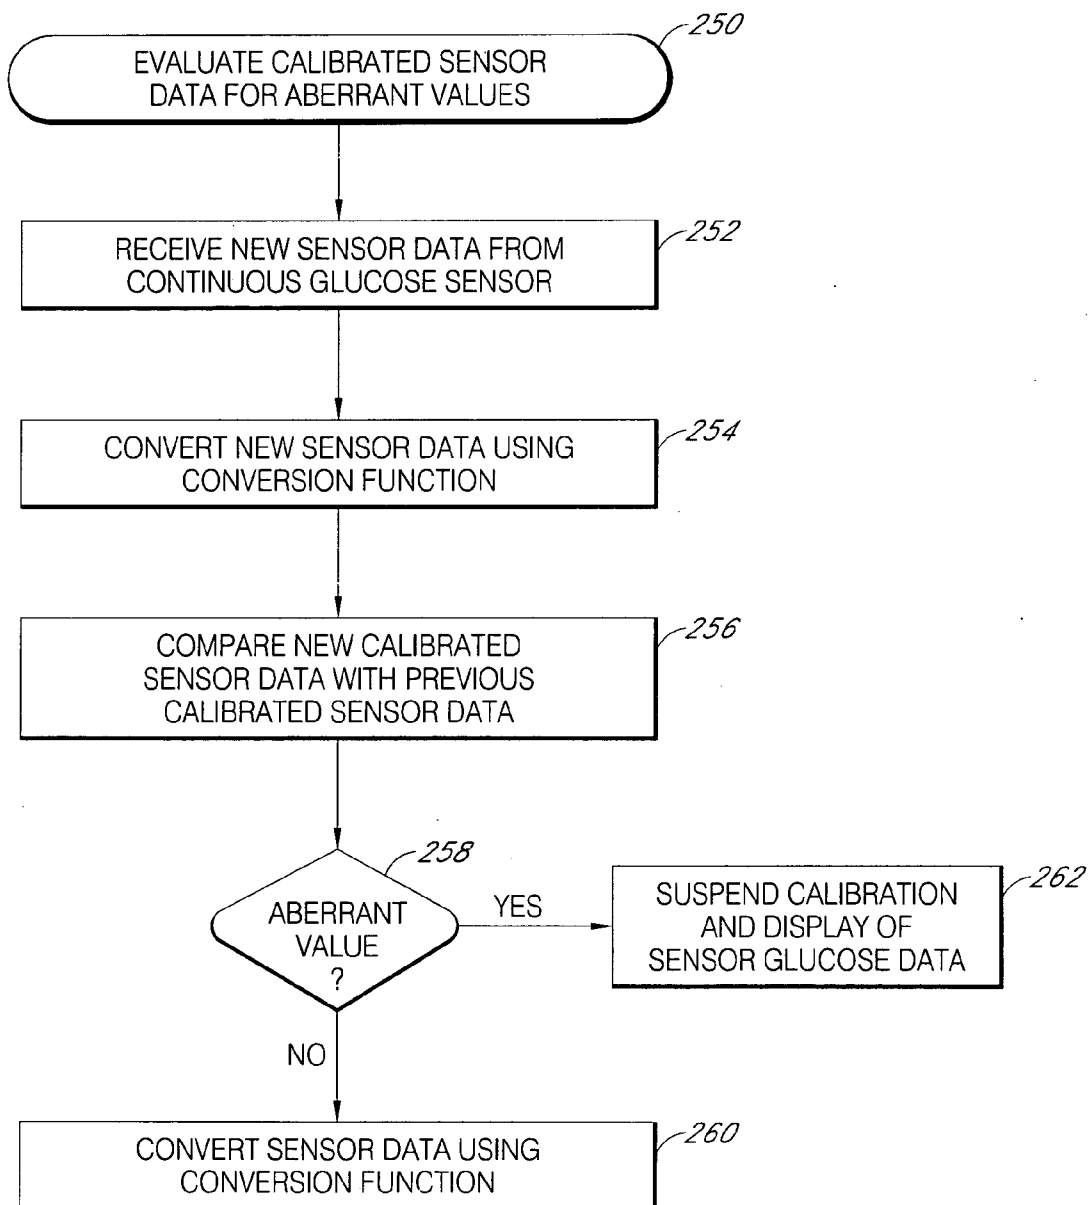 250
EVALUATE CALIBRATED SENSOR
DATA FOR ABERRANT VALUES
252
RECEIVE NEW SENSOR DATA FROM
CONTINUOUS GLUCOSE SENSOR
254
CONVERT NEW SENSOR DATA USING
CONVERSION FUNCTION
256
COMPARE NEW CALIBRATED
SENSOR DATA WITH PREVIOUS
CALIBRATED SENSOR DATA
258
ABERRANT
VALUE
?
YES
262
SUSPEND CALIBRATION
AND DISPLAY OF
SENSOR GLUCOSE DATA
NO
260
CONVERT SENSOR DATA USING
CONVERSION FUNCTION